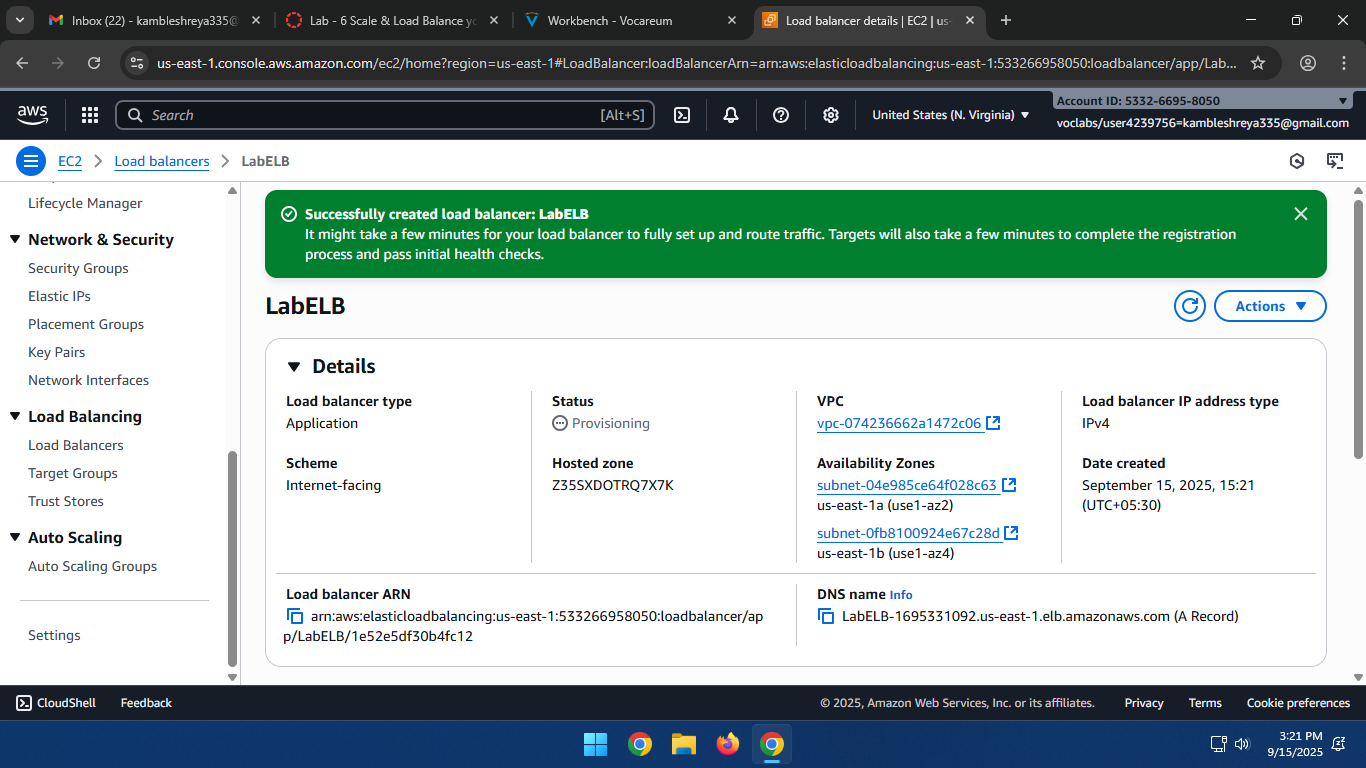 Inbox (22) - kambleshreya335@
Lab - 6 Scale & Load Balance yo
Workbench - Vocareum
Load balancer details | EC2 | us-
us-east-1.console.aws.amazon.com/ec2/home?region=us-east-1#LoadBalancer:loadBalancerArn=arn:aws:elasticloadbalancing:us-east-1:533266958050:loadbalancer/app/Lab...
aws
Search
[Alt+S]
United States (N. Virginia)
Account ID: 5332-6695-8050
voclabs/user4239756=kambleshreya335@gmail.com
EC2
Load balancers
LabELB
Lifecycle Manager
Network & Security
Security Groups
Elastic IPs
Placement Groups
Key Pairs
Network Interfaces
Load Balancing
Load Balancers
Target Groups
Trust Stores
Auto Scaling
Auto Scaling Groups
Settings
Successfully created load balancer: LabELB
It might take a few minutes for your load balancer to fully set up and route traffic. Targets will also take a few minutes to complete the registration
process and pass initial health checks.
LabELB
Actions
Details
Load balancer type
Application
Status
Provisioning
VPC
vpc-074236662a1472c06
Load balancer IP address type
IPv4
Scheme
Internet-facing
Hosted zone
Z35SXDOTRQ7X7K
Availability Zones
subnet-04e985ce64f028c63
us-east-1a (use1-az2)
subnet-0fb8100924e67c28d
us-east-1b (use1-az4)
Date created
September 15, 2025, 15:21
(UTC+05:30)
Load balancer ARN
arn:aws:elasticloadbalancing:us-east-1:533266958050:loadbalancer/ap
p/LabELB/1e52e5df30b4fc12
DNS name Info
LabELB-1695331092.us-east-1.elb.amazonaws.com (A Record)
CloudShell
Feedback
© 2025, Amazon Web Services, Inc. or its affiliates.
Privacy
Terms
Cookie preferences
3:21 PM
9/15/2025